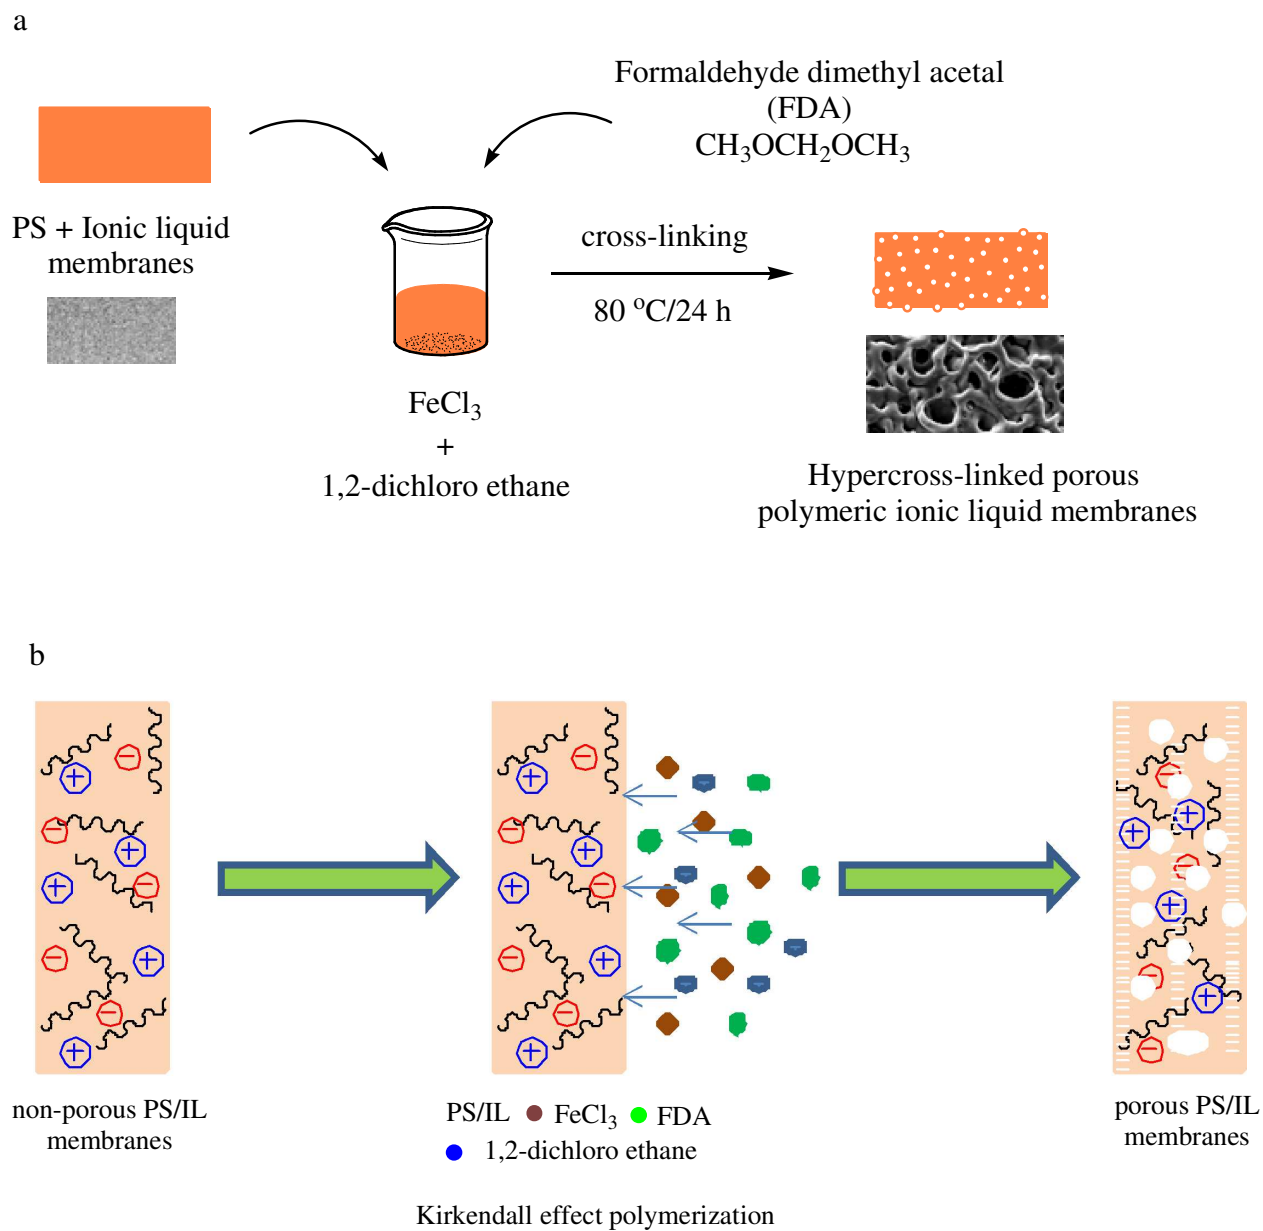 a
Formaldehyde dimethyl acetal
(FDA)
CH₃OCH₂OCH₃
PS + Ionic liquid
membranes
cross-linking
80 °C/24 h
FeCl₃
+
1,2-dichloro ethane
Hypercross-linked porous
polymeric ionic liquid membranes
b
non-porous PS/IL
membranes
PS/IL FeCl₃ FDA
1,2-dichloro ethane
porous PS/IL
membranes
Kirkendall effect polymerization